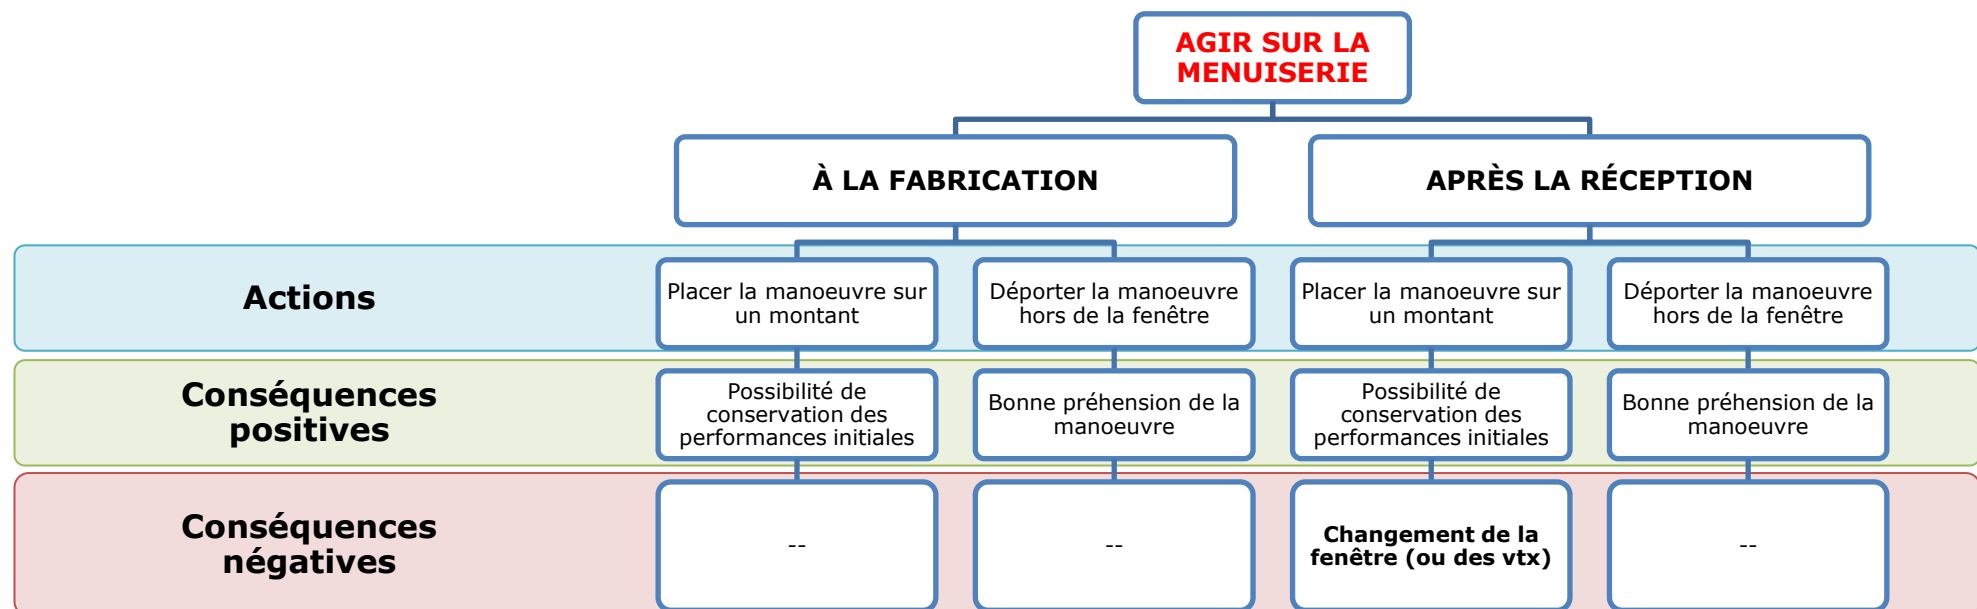 AGIR SUR LA
MENUISERIE
À LA FABRICATION
APRÈS LA RÉCEPTION
Actions
Placer la manoeuvre sur
un montant
Déporter la manoeuvre
hors de la fenêtre
Placer la manoeuvre sur
un montant
Déporter la manoeuvre
hors de la fenêtre
Conséquences
positives
Possibilité de
conservation des
performances initiales
Bonne préhension de la
manoeuvre
Possibilité de
conservation des
performances initiales
Bonne préhension de la
manoeuvre
Conséquences
négatives
--
--
Changement de la
fenêtre (ou des vtx)
--